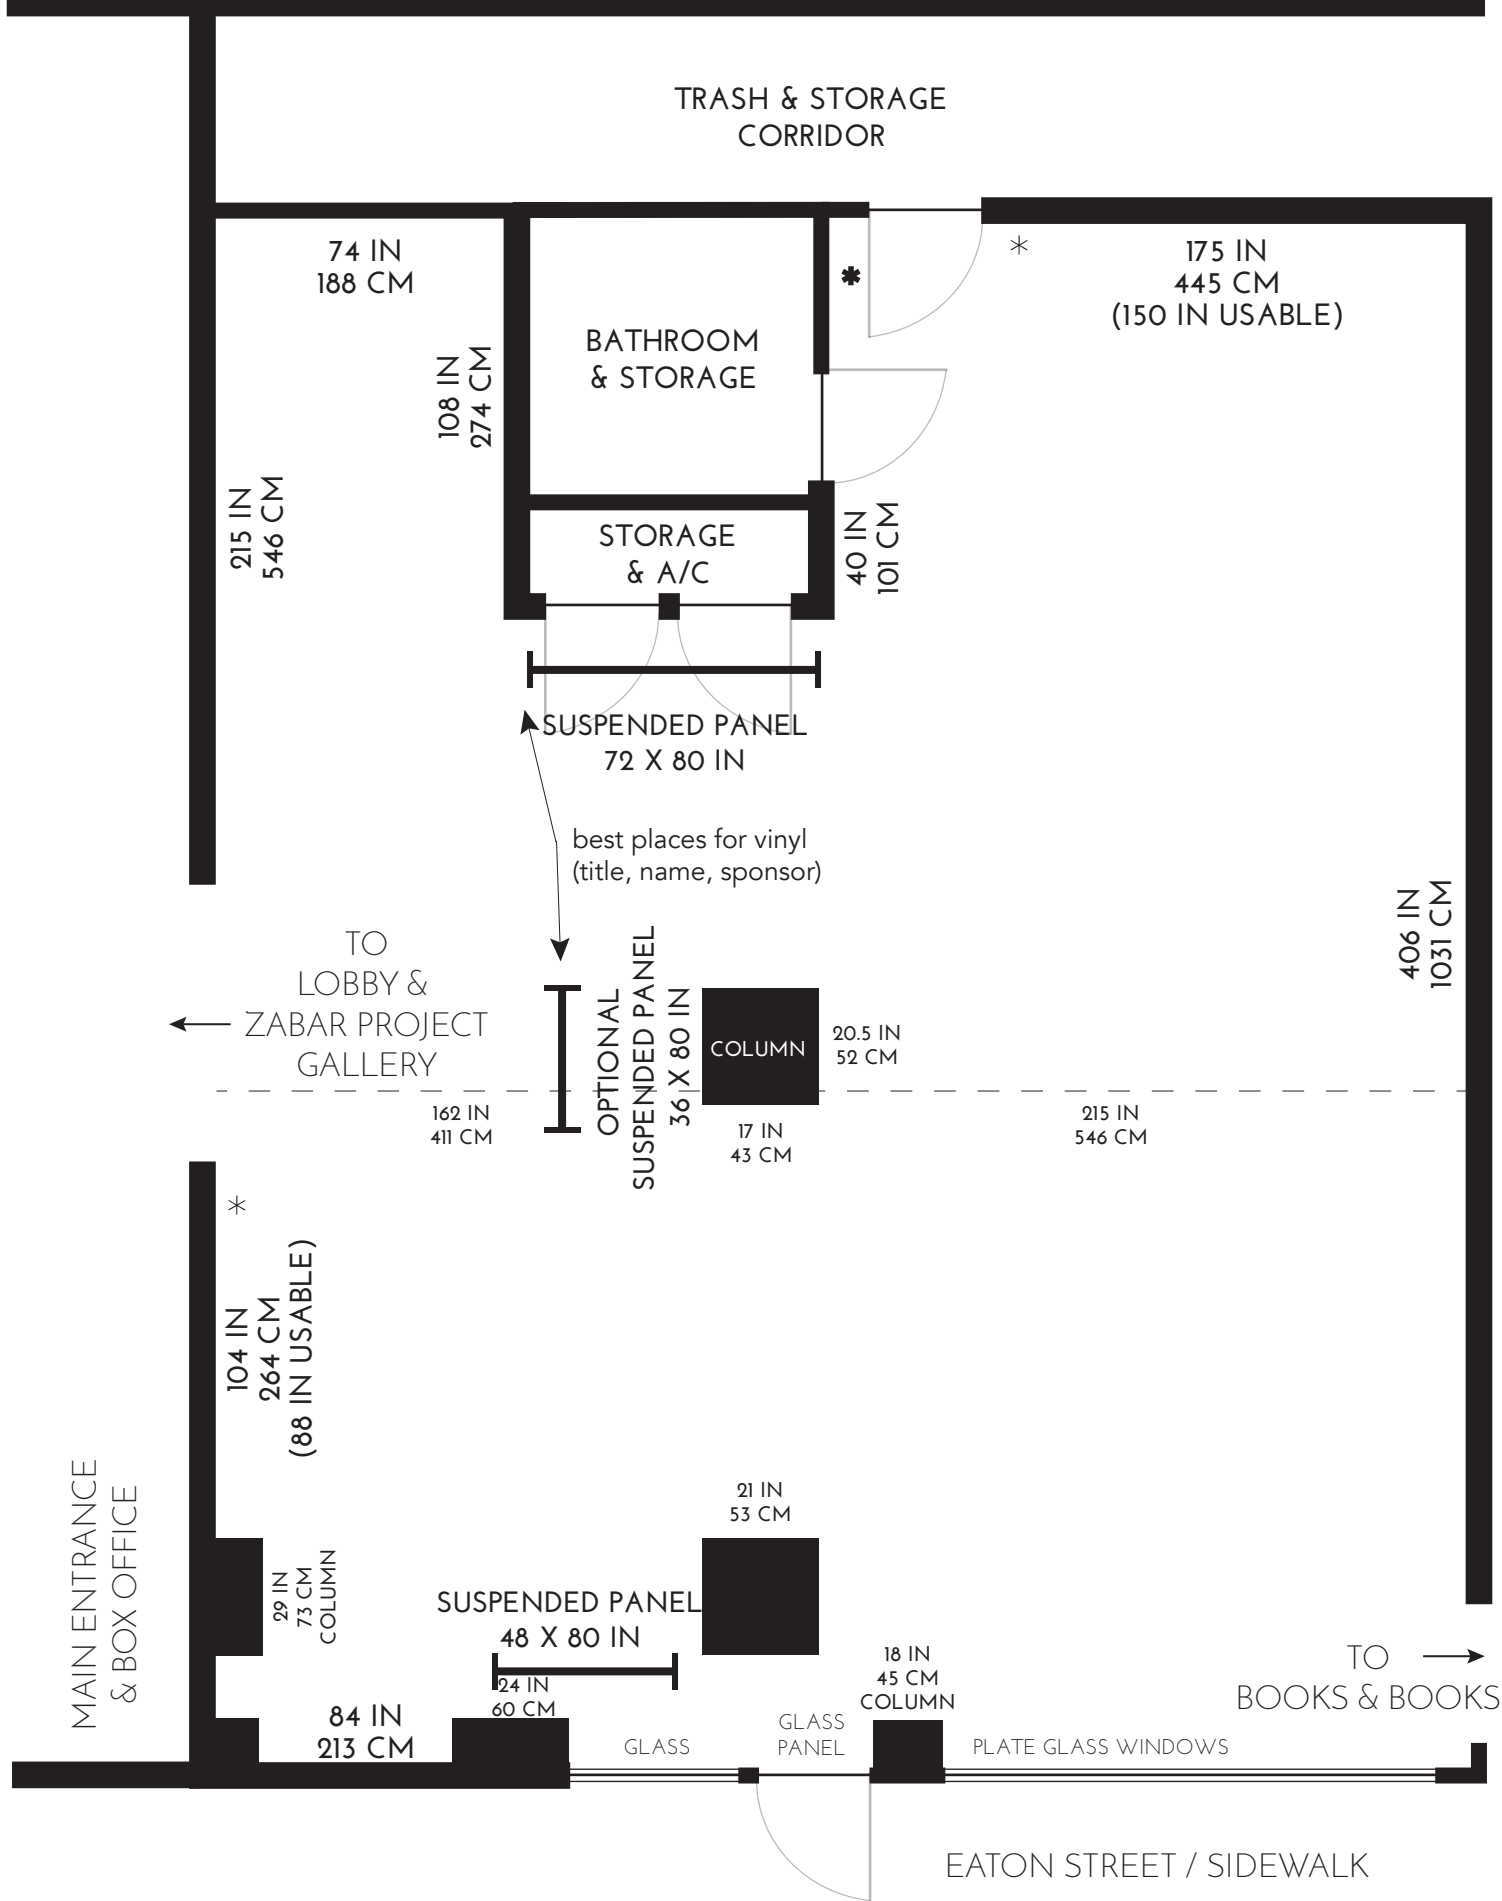 TRASH & STORAGE
CORRIDOR
74 IN
188 CM
*
175 IN
445 CM
(150 IN USABLE)
*
BATHROOM
& STORAGE
108 IN
274 CM
215 IN
546 CM
STORAGE
& A/C
40 IN
101 CM
SUSPENDED PANEL
72 X 80 IN
best places for vinyl
(title, name, sponsor)
406 IN
1031 CM
TO
LOBBY &
ZABAR PROJECT
GALLERY
OPTIONAL
SUSPENDED PANEL
36 X 80 IN
COLUMN
20.5 IN
52 CM
162 IN
411 CM
17 IN
43 CM
215 IN
546 CM
*
104 IN
264 CM
(88 IN USABLE)
MAIN ENTRANCE
& BOX OFFICE
21 IN
53 CM
29 IN
73 CM
COLUMN
SUSPENDED PANEL
48 X 80 IN
24 IN
60 CM
18 IN
45 CM
COLUMN
TO
BOOKS & BOOKS
84 IN
213 CM
GLASS
GLASS
PANEL
PLATE GLASS WINDOWS
EATON STREET / SIDEWALK